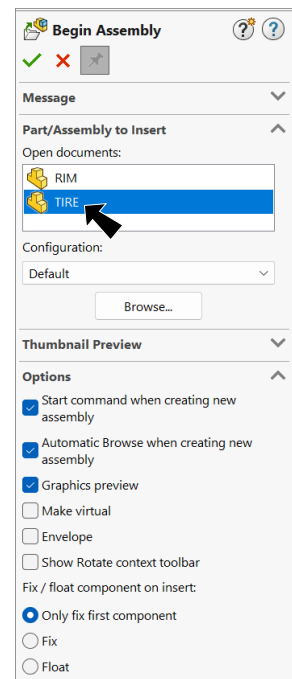 Begin Assembly
Message
Part/Assembly to Insert
Open documents:
RIM
TIRE
Configuration:
Default
Browse...
Thumbnail Preview
Options
Start command when creating new
assembly
Automatic Browse when creating new
assembly
Graphics preview
Make virtual
Envelope
Show Rotate context toolbar
Fix / float component on insert:
Only fix first component
Fix
Float